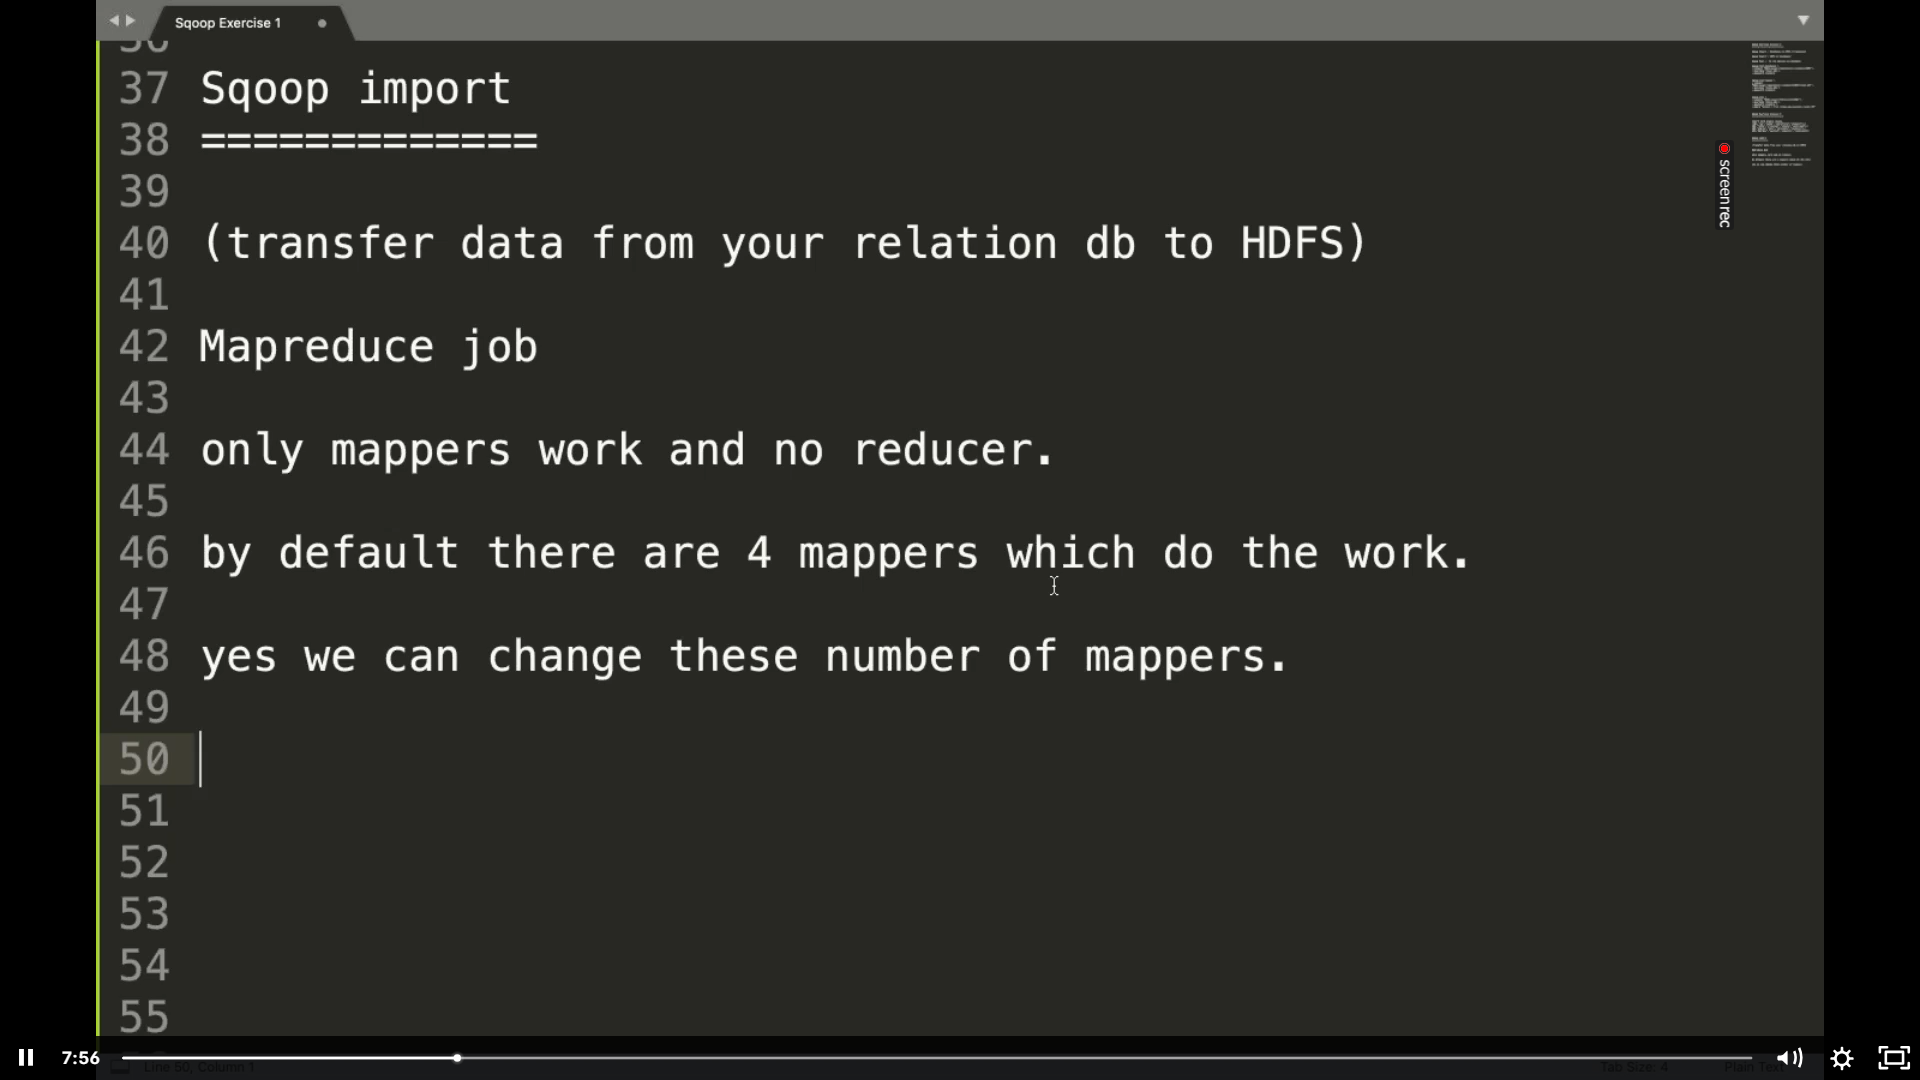 Sqoop Exercise 1
37 Sqoop import
38 =============
39
40 (transfer data from your relation db to HDFS)
41
42 Mapreduce job
43
44 only mappers work and no reducer.
45
46 by default there are 4 mappers which do the work.
47
48 yes we can change these number of mappers.
49
50
51
52
53
54
55
screenrec
7:56
Line 50, Column 1
Tab Size: 4
Plain Text